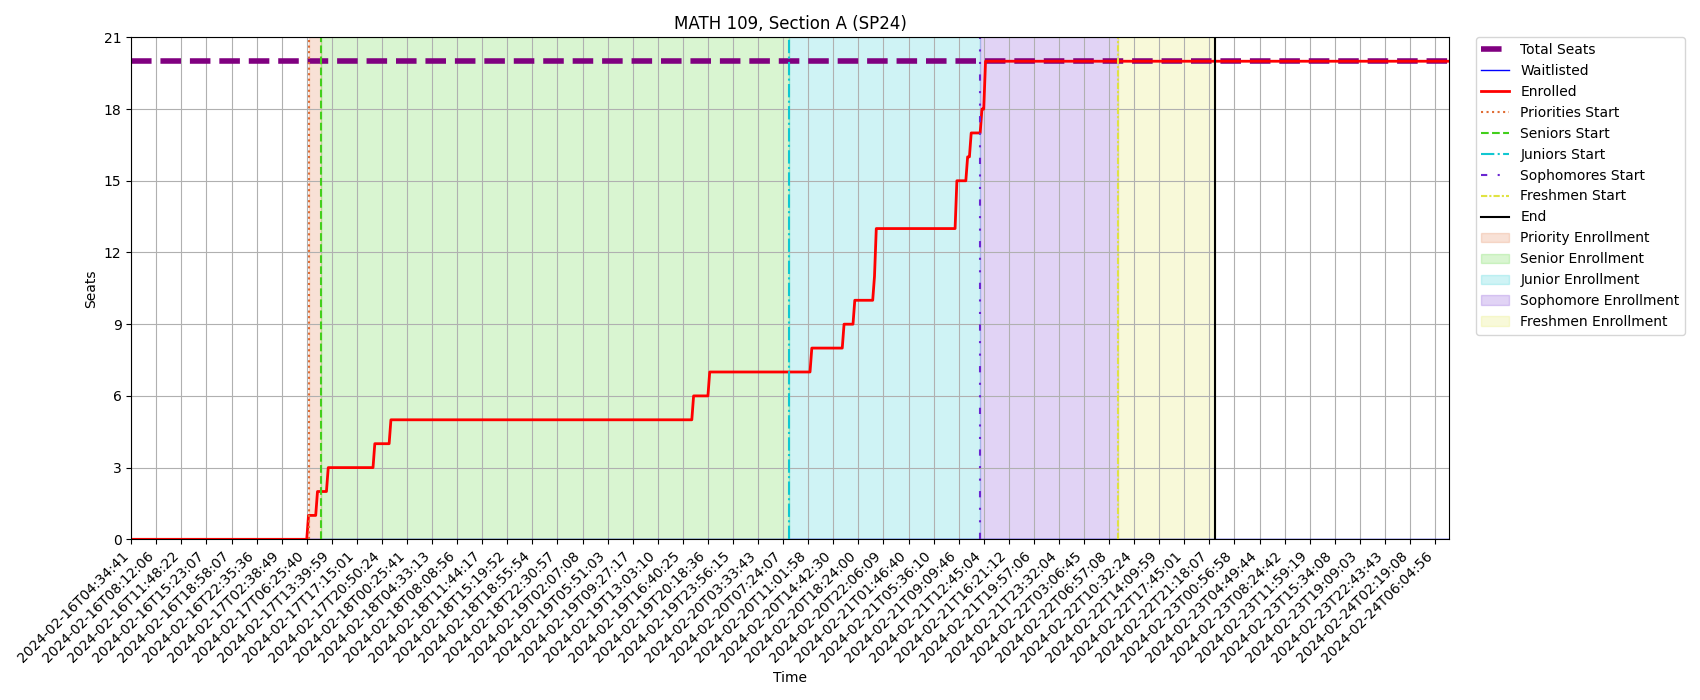 MATH 109, Section A (SP24)
21
18
15
12
9
6
3
0
Seats
2024-02-16T04:34:41
2024-02-16T08:12:06
2024-02-16T11:48:22
2024-02-16T15:23:07
2024-02-16T18:58:07
2024-02-16T22:35:36
2024-02-17T02:38:49
2024-02-17T06:25:40
2024-02-17T13:39:59
2024-02-17T17:15:01
2024-02-17T20:50:24
2024-02-18T00:25:41
2024-02-18T04:33:13
2024-02-18T08:08:56
2024-02-18T11:44:17
2024-02-18T15:19:52
2024-02-18T18:55:54
2024-02-18T22:30:57
2024-02-19T02:07:08
2024-02-19T05:51:03
2024-02-19T09:27:17
2024-02-19T13:03:10
2024-02-19T16:40:25
2024-02-19T20:18:36
2024-02-19T23:56:15
2024-02-20T03:33:43
2024-02-20T07:24:07
2024-02-20T11:01:58
2024-02-20T14:42:30
2024-02-20T18:24:00
2024-02-20T22:06:09
2024-02-21T01:46:40
2024-02-21T05:36:10
2024-02-21T09:09:46
2024-02-21T12:45:04
2024-02-21T16:21:12
2024-02-21T19:57:06
2024-02-21T23:32:04
2024-02-22T03:06:45
2024-02-22T06:57:08
2024-02-22T10:32:24
2024-02-22T14:09:59
2024-02-22T17:45:01
2024-02-22T21:18:07
2024-02-23T00:56:58
2024-02-23T04:49:44
2024-02-23T08:24:42
2024-02-23T11:59:19
2024-02-23T15:34:08
2024-02-23T19:09:03
2024-02-23T22:43:43
2024-02-24T02:19:08
2024-02-24T06:04:56
Time
Total Seats
Waitlisted
Enrolled
Priorities Start
Seniors Start
Juniors Start
Sophomores Start
Freshmen Start
End
Priority Enrollment
Senior Enrollment
Junior Enrollment
Sophomore Enrollment
Freshmen Enrollment